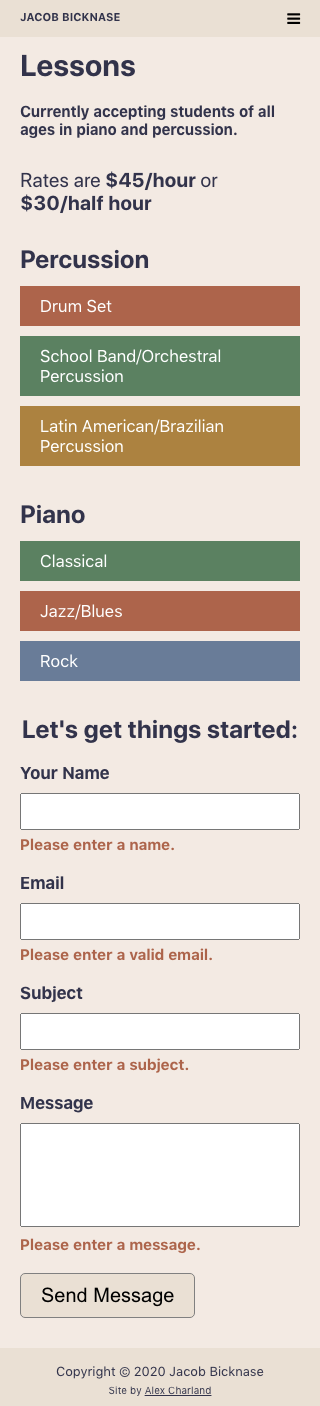 JACOB BICKNASE
Lessons
Currently accepting students of all
ages in piano and percussion.
Rates are $45/hour or
$30/half hour
Percussion
Drum Set
School Band/Orchestral
Percussion
Latin American/Brazilian
Percussion
Piano
Classical
Jazz/Blues
Rock
Let's get things started:
Your Name
Please enter a name.
Email
Please enter a valid email.
Subject
Please enter a subject.
Message
Please enter a message.
Send Message
Copyright © 2020 Jacob Bicknase
Site by Alex Charland